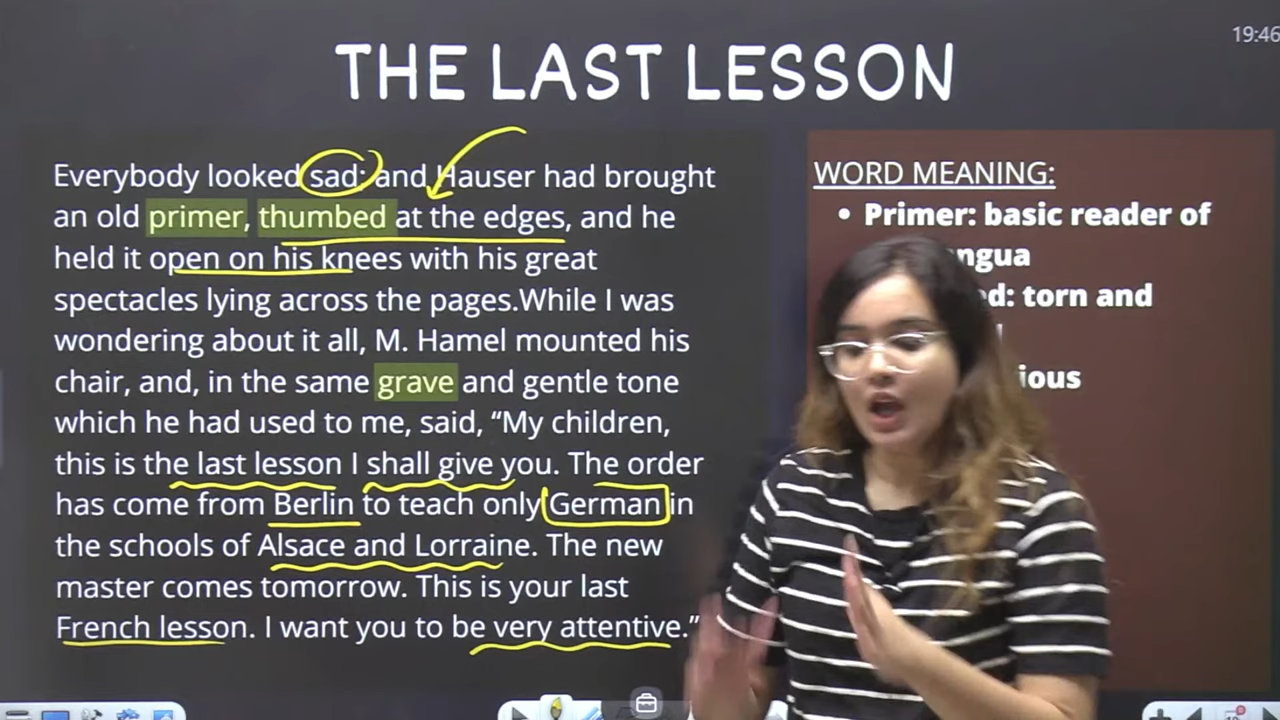 19:46
THE LAST LESSON
Everybody looked sad; and Hauser had brought
an old primer, thumbed at the edges, and he
held it open on his knees with his great
spectacles lying across the pages.While I was
wondering about it all, M. Hamel mounted his
chair, and, in the same grave and gentle tone
which he had used to me, said, “My children,
this is the last lesson I shall give you. The order
has come from Berlin to teach only German in
the schools of Alsace and Lorraine. The new
master comes tomorrow. This is your last
French lesson. I want you to be very attentive.”
WORD MEANING:
• Primer: basic reader of
torn and